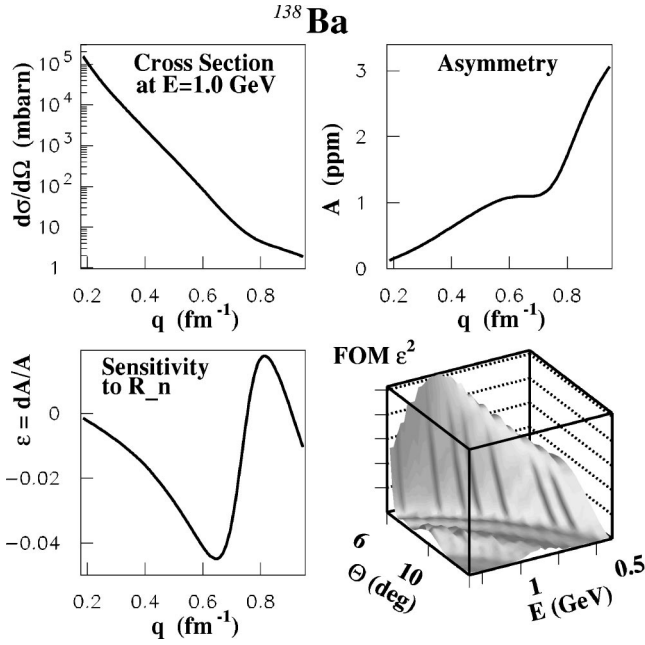 138Ba
Cross Section
at E=1.0 GeV
dσ/dΩ (mbarn)
10^5
10^4
10^3
10^2
10
1
0.2 0.4 0.6 0.8
q (fm^-1)
Asymmetry
A (ppm)
3
2
1
0
0.2 0.4 0.6 0.8
q (fm^-1)
Sensitivity
to R_n
ε = dA/A
0
−0.02
−0.04
0.2 0.4 0.6 0.8
q (fm^-1)
FOM ε^2
6
10
Θ (deg)
1
0.5
E (GeV)